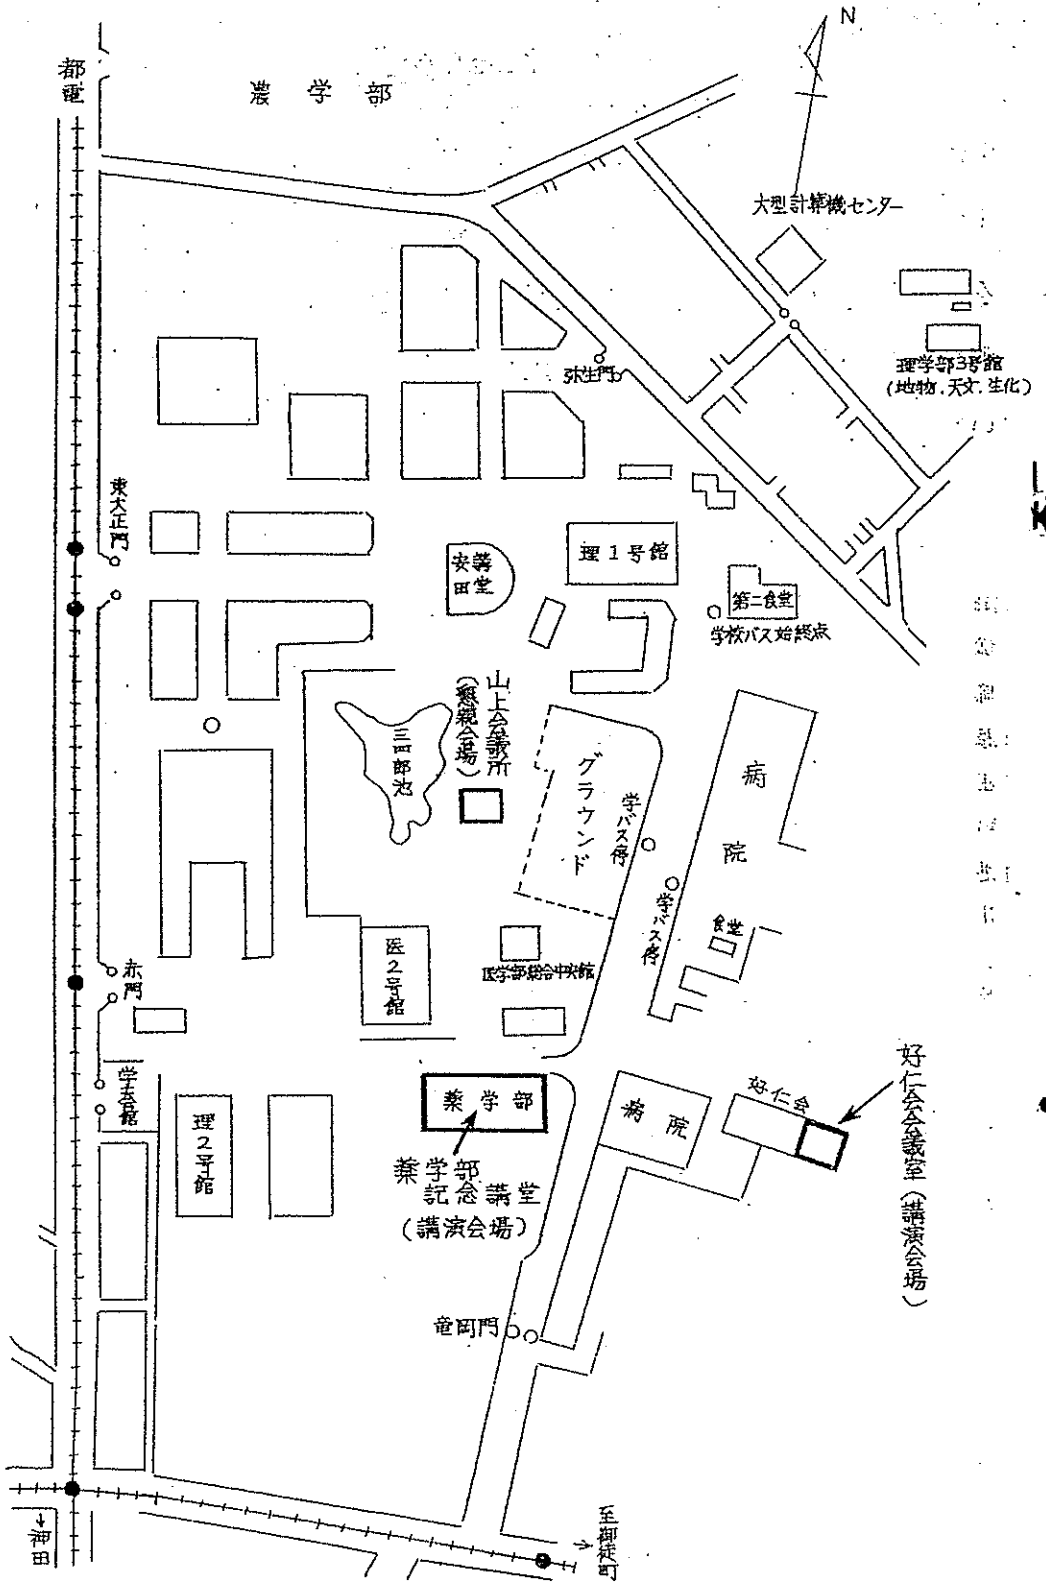 N
都電
農学部
大型計算機センター
理学部3号館
(地物.天文.生化)
弥生門
東大正門
安田講堂
理1号館
第二食堂
学校バス始終点
山上会議所
(懇親会場)
三四郎池
グラウンド
学バス停
病院
学バス停
食堂
赤門
医2号館
医学部総合中央館
学士会館
理2号館
薬学部
薬学部
記念講堂
(講演会場)
病院
好仁会
好仁会会議室(講演会場)
竜岡門
神田
至御徒町